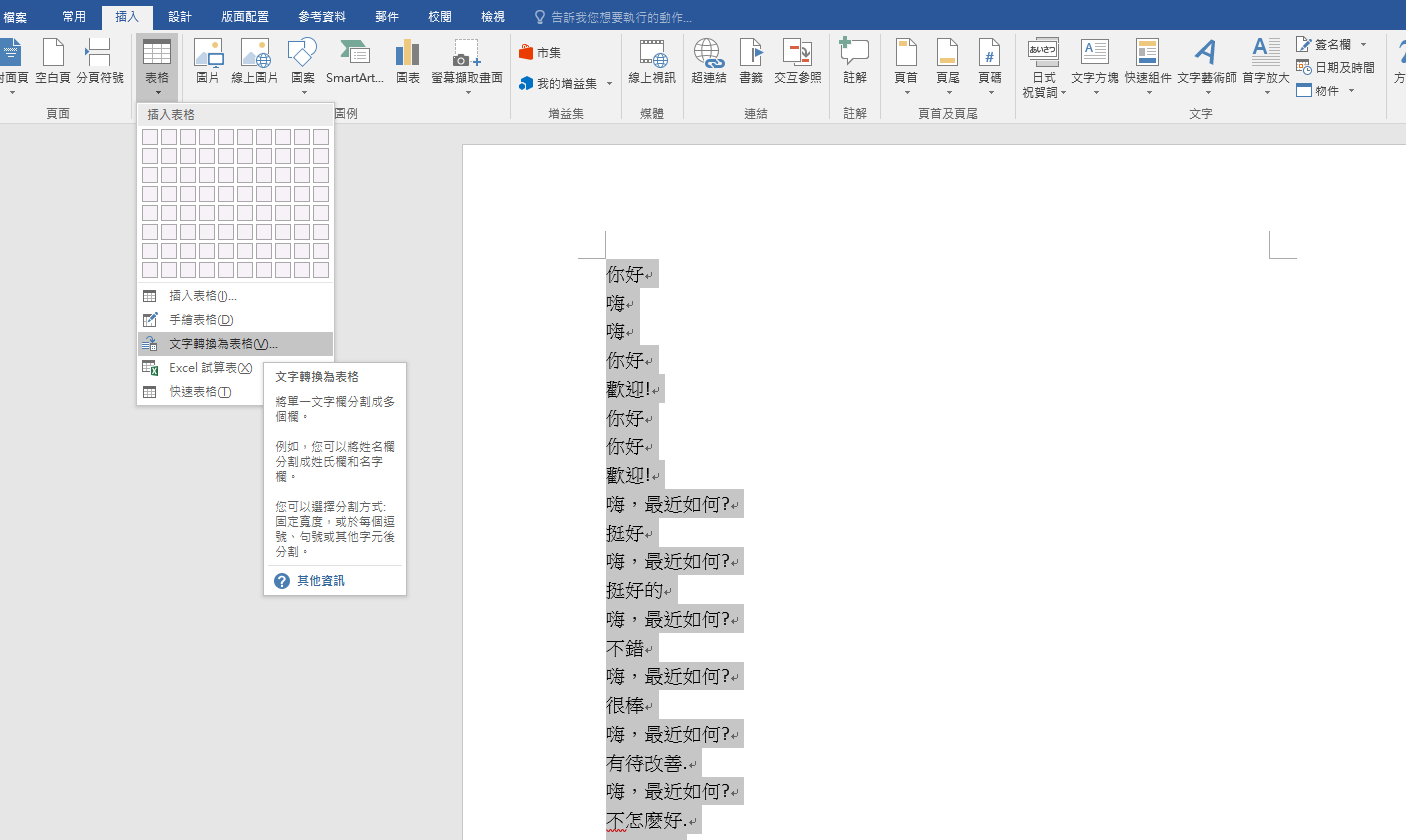 檔案 常用 插入 設計 版面配置 參考資料 郵件 校閱 檢視 告訴我您想要執行的動作...
封面頁 空白頁 分頁符號 表格 圖片 線上圖片 圖案 SmartArt... 圖表 螢幕擷取畫面 市集 我的增益集 線上視訊 超連結 書籤 交互參照 註解 頁首 頁尾 頁碼 日式祝賀詞 文字方塊 快速組件 文字藝術師 首字放大 簽名欄 日期及時間 物件 方
頁面 圖例 增益集 媒體 連結 註解 頁首及頁尾 文字
插入表格
插入表格(I)...
手繪表格(D)
文字轉換為表格(V)...
Excel 試算表(X)
快速表格(T)
文字轉換為表格
將單一文字欄分割成多
個欄。
例如，您可以將姓名欄
分割成姓氏欄和名字
欄。
您可以選擇分割方式:
固定寬度，或於每個逗
號、句號或其他字元後
分割。
其他資訊
あいさつ
你好
嗨
嗨
你好
歡迎!
你好
你好
歡迎!
嗨，最近如何?
挺好
嗨，最近如何?
挺好的
嗨，最近如何?
不錯
嗨，最近如何?
很棒
嗨，最近如何?
有待改善.
嗨，最近如何?
不怎麼好.